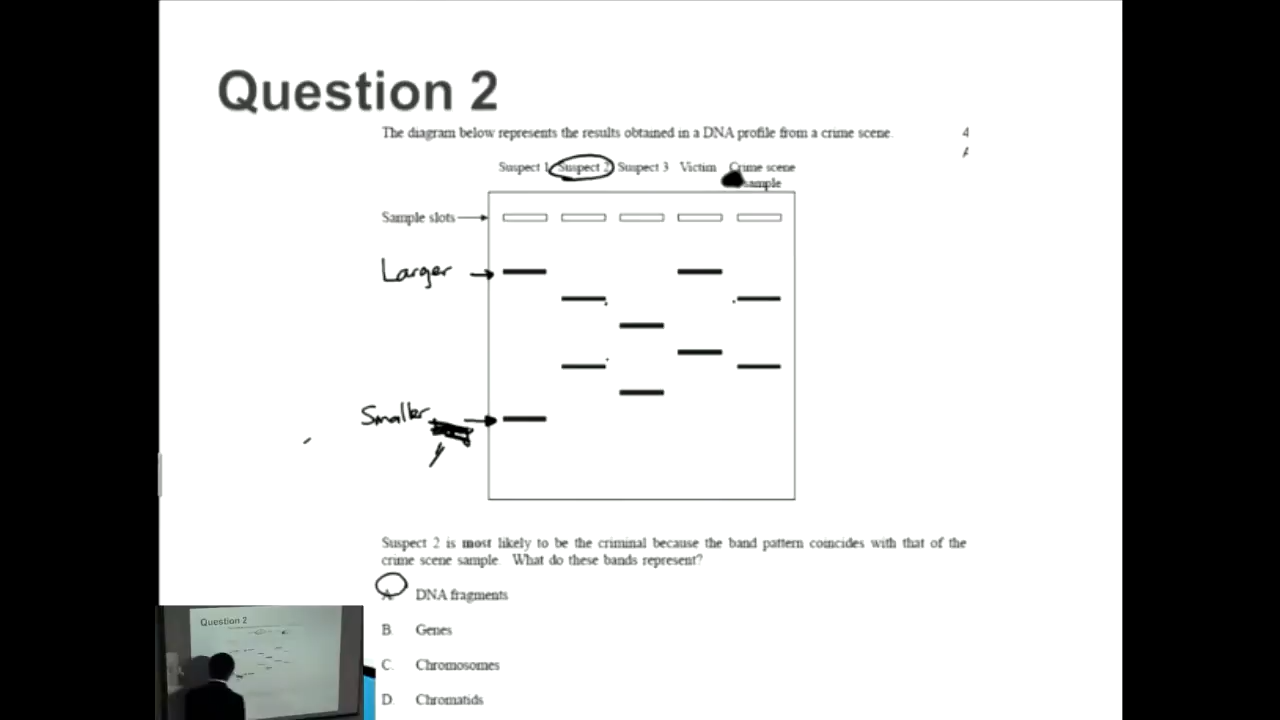 Question 2
The diagram below represents the results obtained in a DNA profile from a crime scene.
4
Suspect 1 Suspect 2 Suspect 3 Victim Crime scene
sample
Sample slots
Larger
Smaller
Suspect 2 is most likely to be the criminal because the band pattern coincides with that of the
crime scene sample. What do these bands represent?
A. DNA fragments
B. Genes
C. Chromosomes
D. Chromatids
Question 2